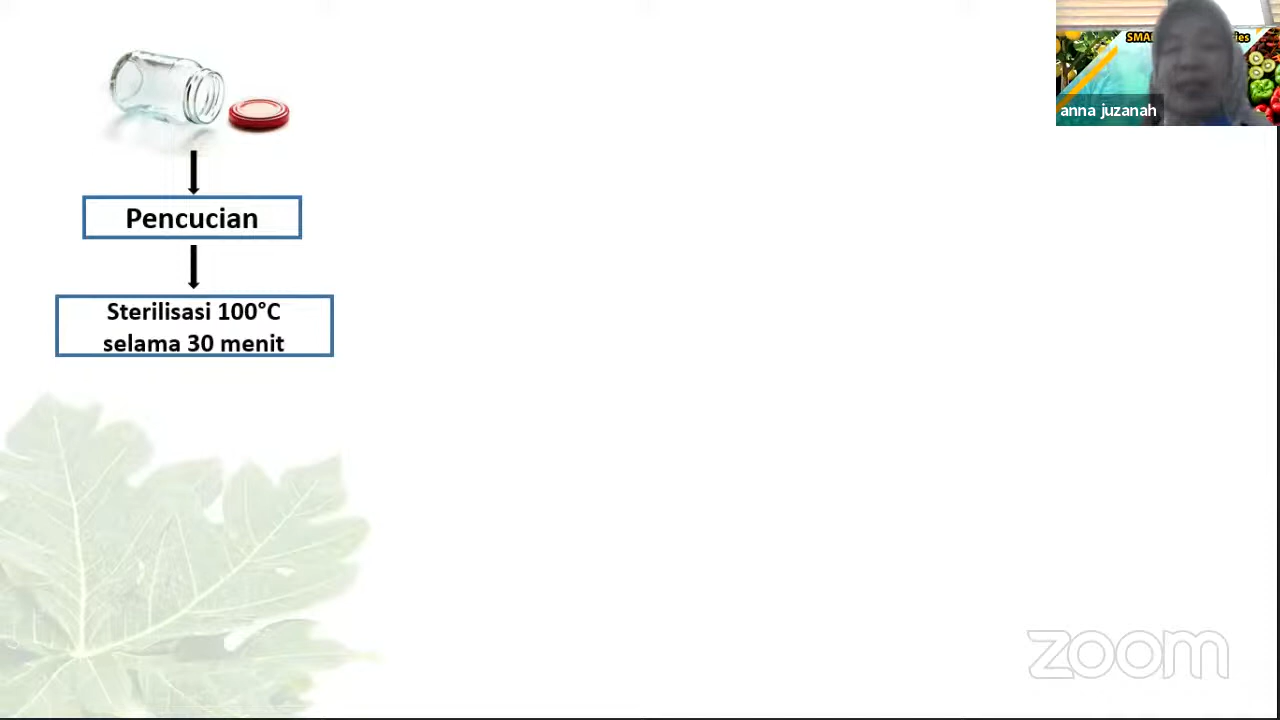 Pencucian
Sterilisasi 100°C
selama 30 menit
anna juzanah
zoom